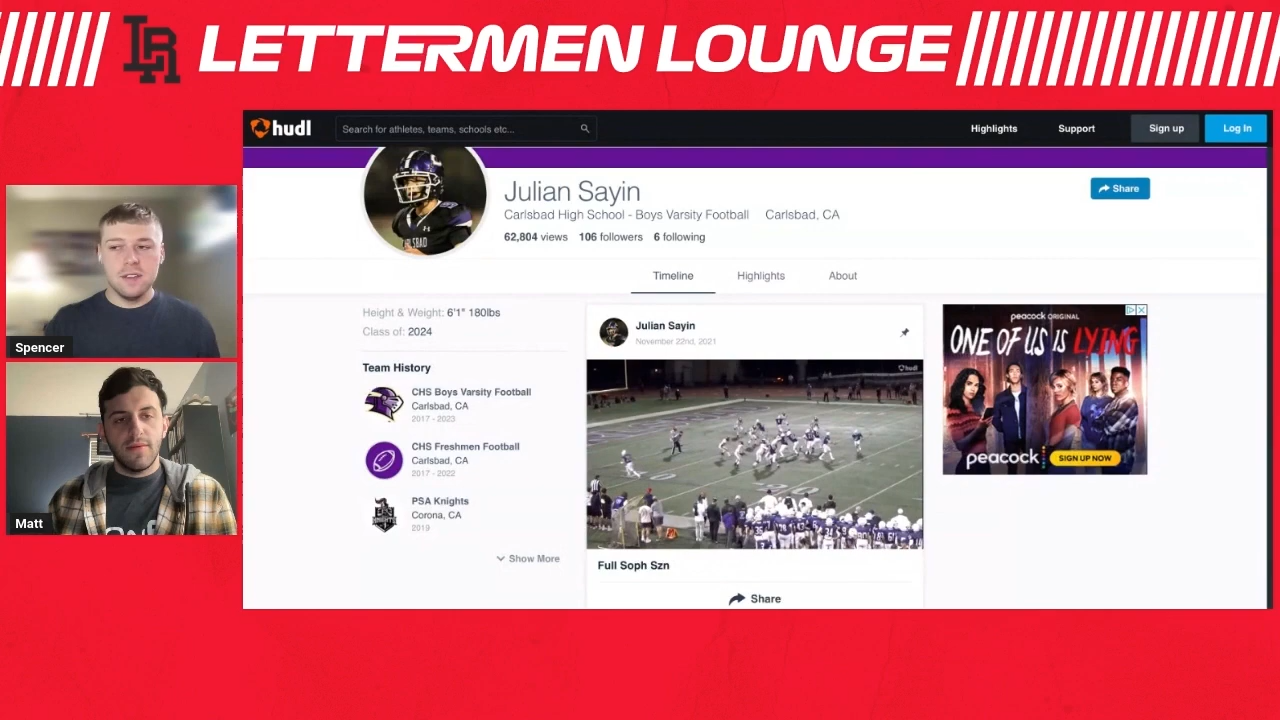 LR LETTERMEN LOUNGE
hudl
Search for athletes, teams, schools etc...
Highlights
Support
Sign up
Log In
Julian Sayin
Share
Carlsbad High School - Boys Varsity Football Carlsbad, CA
62,804 views 106 followers 6 following
CARLSBAD
Timeline
Highlights
About
Height & Weight: 6'1" 180lbs
Class of: 2024
Team History
CHS Boys Varsity Football
Carlsbad, CA
2017 - 2023
CHS Freshmen Football
Carlsbad, CA
2017 - 2022
PSA Knights
Corona, CA
2019
Show More
Julian Sayin
November 22nd, 2021
hudl
Full Soph Szn
Share
peacock ORIGINAL
ONE OF US IS LYING
peacock
SIGN UP NOW
Spencer
Matt